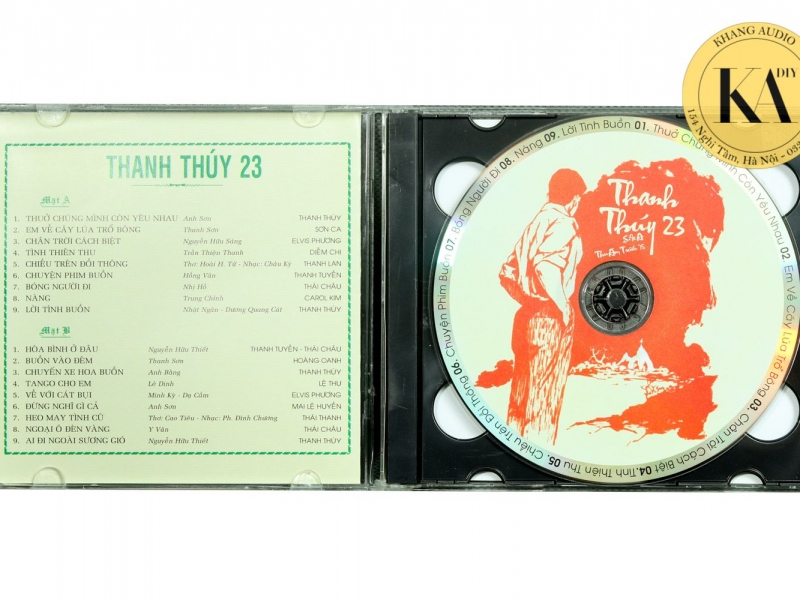 THANH THÚY 23
Mặt A
1. THUỞ CHÚNG MÌNH CÒN YÊU NHAU Anh Sơn THANH THÚY
2. EM VỀ CÂY LÚA TRỔ BÔNG Thanh Sơn SƠN CA
3. CHÂN TRỜI CÁCH BIỆT Nguyễn Hữu Sáng ELVIS PHƯƠNG
4. TÌNH THIÊN THU Trần Thiện Thanh DIỄM CHI
5. CHIỀU TRÊN ĐỒI THÔNG Thơ: Hoài H. Tử - Nhạc: Châu Kỳ THANH LAN
6. CHUYỆN PHIM BUỒN Hồng Vân THANH TUYỀN
7. BÓNG NGƯỜI ĐI Nhị Hồ THÁI CHÂU
8. NẮNG Trung Chính CAROL KIM
9. LỜI TÌNH BUỒN Nhật Ngân - Dương Quang Cát THANH THÚY
Mặt B
1. HÒA BÌNH Ở ĐÂU Nguyễn Hữu Thiết THANH TUYỀN - THÁI CHÂU
2. BUỒN VÀO ĐÊM Thanh Sơn HOÀNG OANH
3. CHUYẾN XE HOA BUỒN Anh Bằng THANH THÚY
4. TANGO CHO EM Lê Dinh LỆ THU
5. VỀ VỚI CÁT BỤI Minh Kỳ - Dạ Cầm ELVIS PHƯƠNG
6. ĐỪNG NGHĨ GÌ CẢ Anh Sơn MAI LỆ HUYỀN
7. HEO MAY TÌNH CŨ Thơ: Cao Tiêu - Nhạc: Ph. Đình Chương THÁI THANH
8. NGOẠI Ô ĐÈN VÀNG Y Vân THÁI CHÂU
9. AI ĐI NGOÀI SƯƠNG GIÓ Nguyễn Hữu Thiết THANH THÚY
01. Thuở Chúng Mình Còn Yêu Nhau 02 Em Về Cây Lúa Trổ Bông 03. Chân Trời Cách Biệt 04. Tình Thiên Thu 05. Chiều Trên Đồi Thông 06. Chuyện Phim Buồn 07. Bóng Người Đi 08. Nắng 09. Lời Tình Buồn
Thanh
Thúy 23
KHANG AUDIO
KA
DIY
154 Nghi Tàm, Hà Nội - 03